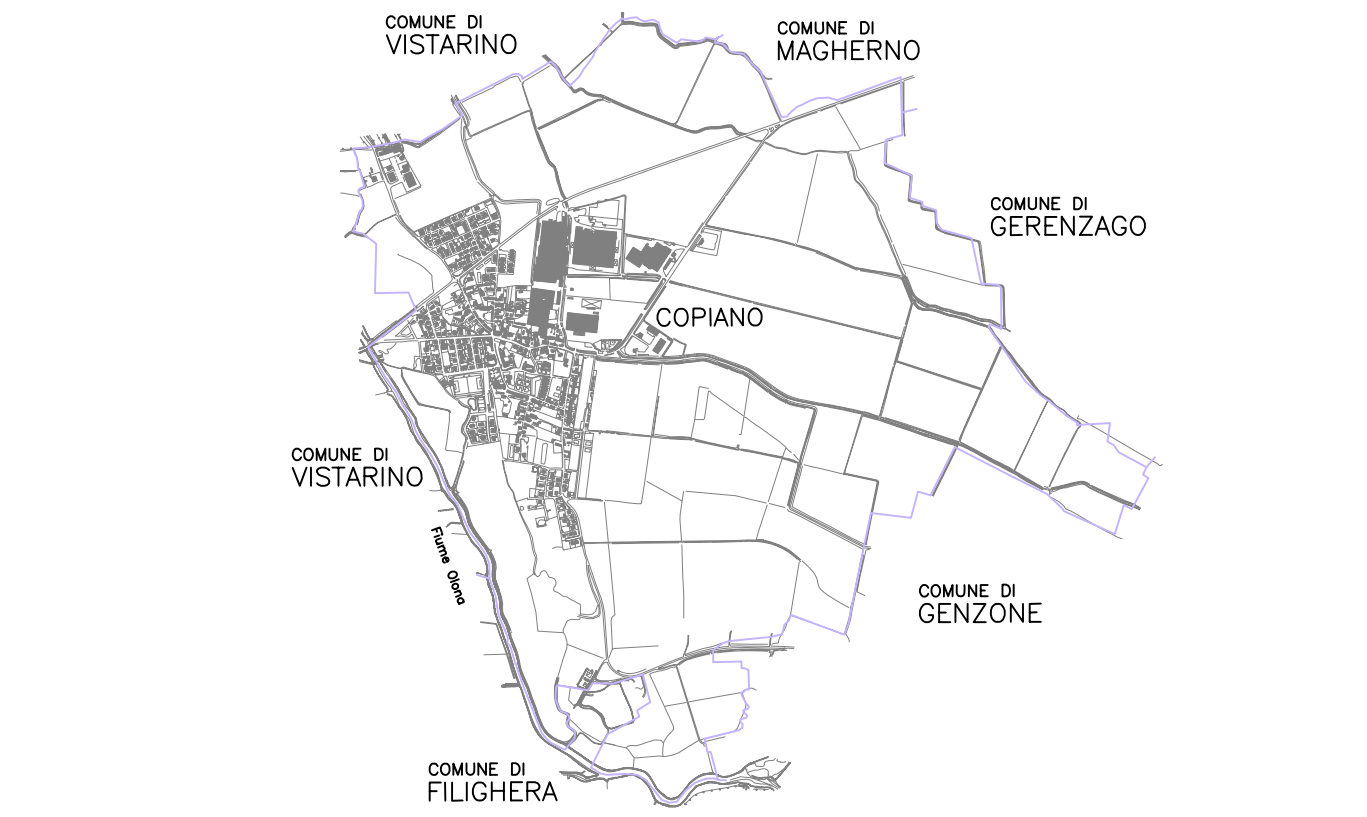 COMUNE DI
VISTARINO
COMUNE DI
MAGHERNO
COMUNE DI
GERENZAGO
COPIANO
COMUNE DI
VISTARINO
Fiume Olona
COMUNE DI
GENZONE
COMUNE DI
FILIGHERA